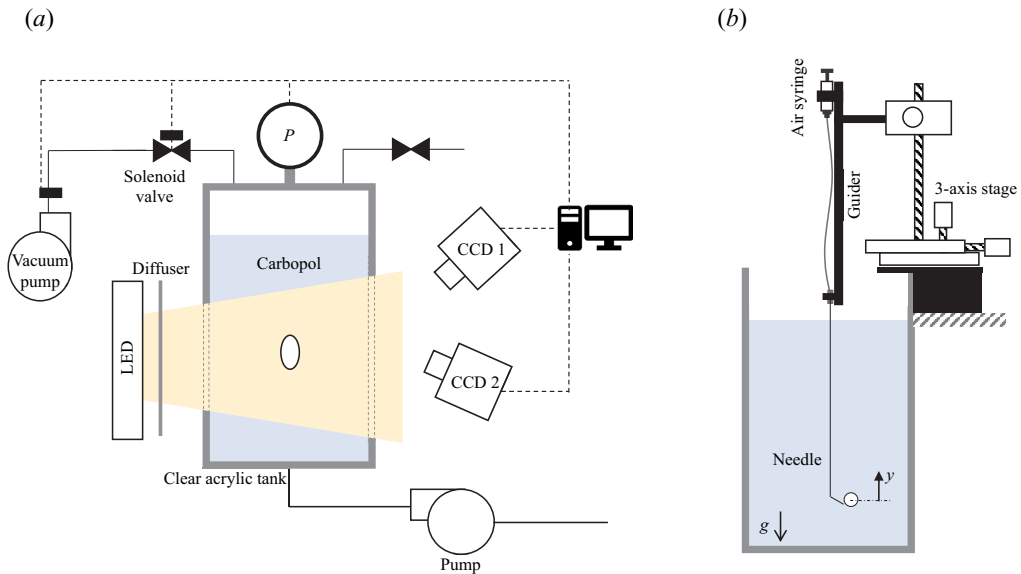 (a)
P
Solenoid
valve
Vacuum
pump
Diffuser
LED
Carbopol
CCD 1
CCD 2
Clear acrylic tank
Pump
(b)
Air syringe
Guider
3-axis stage
Needle
y
g